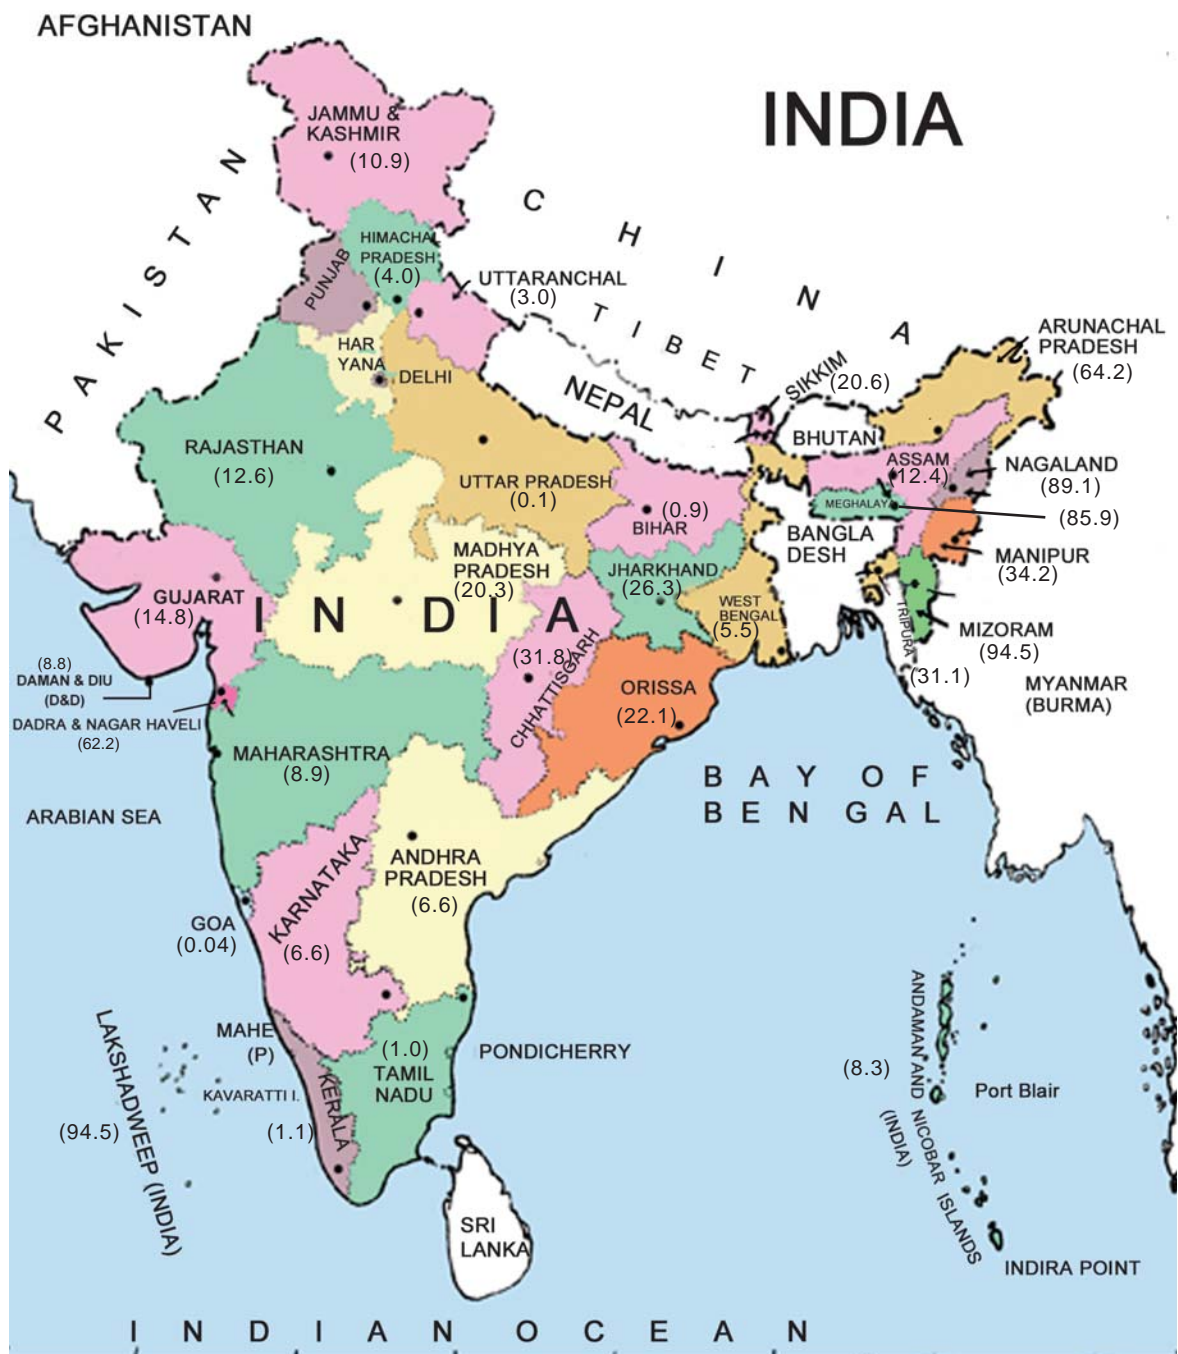 AFGHANISTAN
INDIA
JAMMU &
KASHMIR
(10.9)
PAKISTAN
CHINA
TIBET
HIMACHAL
PRADESH
(4.0)
PUNJAB
UTTARANCHAL
(3.0)
HAR
YANA
DELHI
NEPAL
SIKKIM
(20.6)
BHUTAN
ARUNACHAL
PRADESH
(64.2)
RAJASTHAN
(12.6)
UTTAR PRADESH
(0.1)
(0.9)
BIHAR
ASSAM
(12.4)
NAGALAND
(89.1)
MEGHALAY
(85.9)
BANGLA
DESH
MANIPUR
(34.2)
MADHYA
PRADESH
(20.3)
JHARKHAND
(26.3)
WEST
BENGAL
(5.5)
TRIPURA
(31.1)
MIZORAM
(94.5)
GUJARAT
(14.8)
INDIA
(31.8)
CHHATTISGARH
ORISSA
(22.1)
MYANMAR
(BURMA)
(8.8)
DAMAN & DIU
(D&D)
DADRA & NAGAR HAVELI
(62.2)
MAHARASHTRA
(8.9)
BAY OF
BENGAL
ARABIAN SEA
KARNATAKA
(6.6)
ANDHRA
PRADESH
(6.6)
GOA
(0.04)
LAKSHADWEEP (INDIA)
(94.5)
MAHE
(P)
KAVARATTI I.
(1.1)
KERALA
(1.0)
TAMIL
NADU
PONDICHERRY
ANDAMAN AND NICOBAR ISLANDS
(INDIA)
(8.3)
Port Blair
SRI
LANKA
INDIRA POINT
INDIAN OCEAN